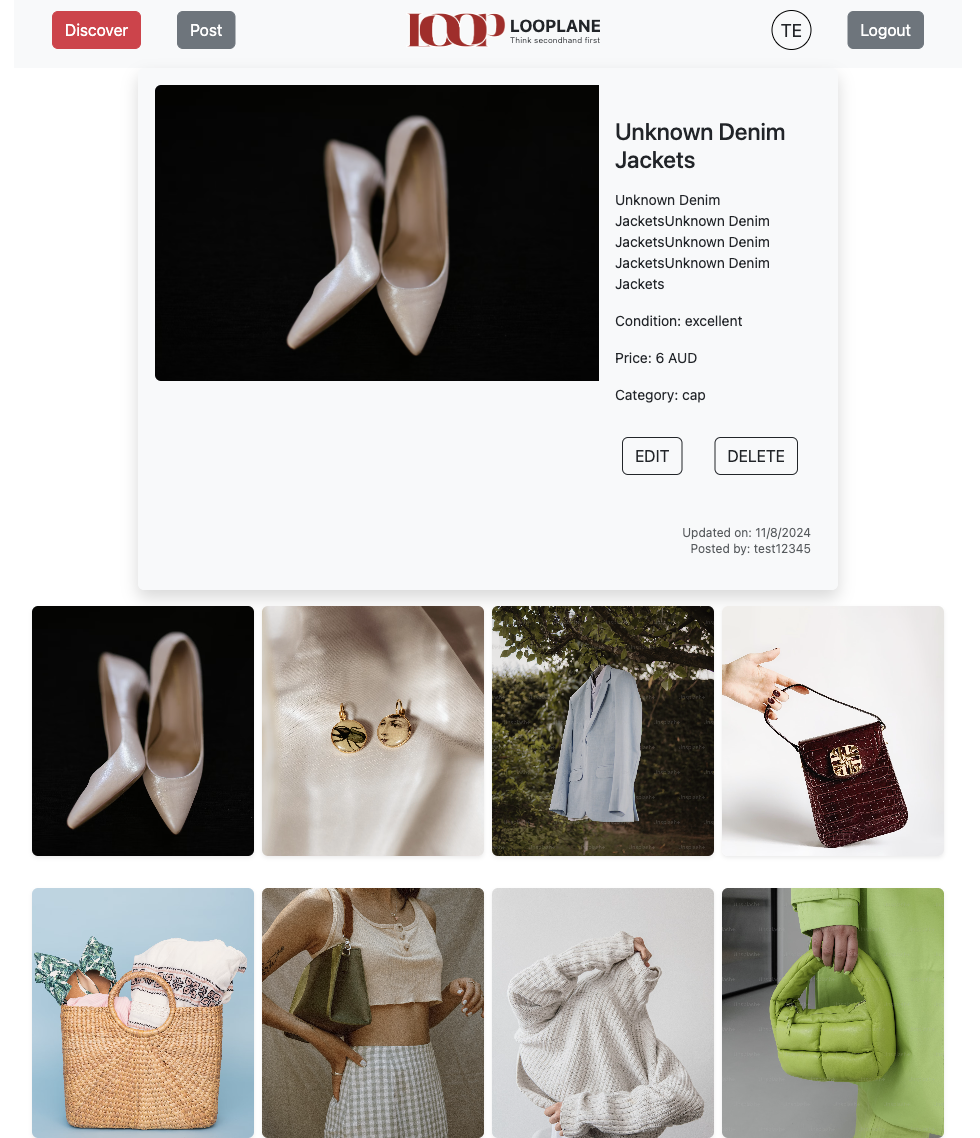 Discover
Post
LOOP LOOPLANE
Think secondhand first
TE
Logout
Unknown Denim
Jackets
Unknown Denim
JacketsUnknown Denim
JacketsUnknown Denim
JacketsUnknown Denim
Jackets
Condition: excellent
Price: 6 AUD
Category: cap
EDIT
DELETE
Updated on: 11/8/2024
Posted by: test12345